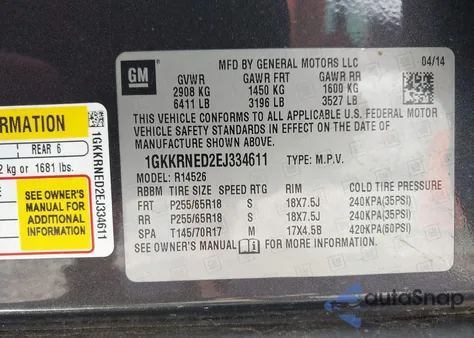 GM
MFD BY GENERAL MOTORS LLC 04/14
GVWR GAWR FRT GAWR RR
2908 KG 1450 KG 1600 KG
6411 LB 3196 LB 3527 LB
THIS VEHICLE CONFORMS TO ALL APPLICABLE U.S. FEDERAL MOTOR
VEHICLE SAFETY STANDARDS IN EFFECT ON THE DATE OF
MANUFACTURE SHOWN ABOVE.
1GKKRNED2EJ334611 TYPE: M.P.V.
MODEL: R14526
RBBM TIRE SIZE SPEED RTG RIM COLD TIRE PRESSURE
FRT P255/65R18 S 18X7.5J 240KPA(35PSI)
RR P255/65R18 S 18X7.5J 240KPA(35PSI)
SPA T145/70R17 M 17X4.5B 420KPA(60PSI)
SEE OWNER'S MANUAL FOR MORE INFORMATION.
REAR 6
kg or 1681 lbs.
SEE OWNER'S
MANUAL FOR
ADDITIONAL
INFORMATION
1GKKRNED2EJ334611
autoSnap